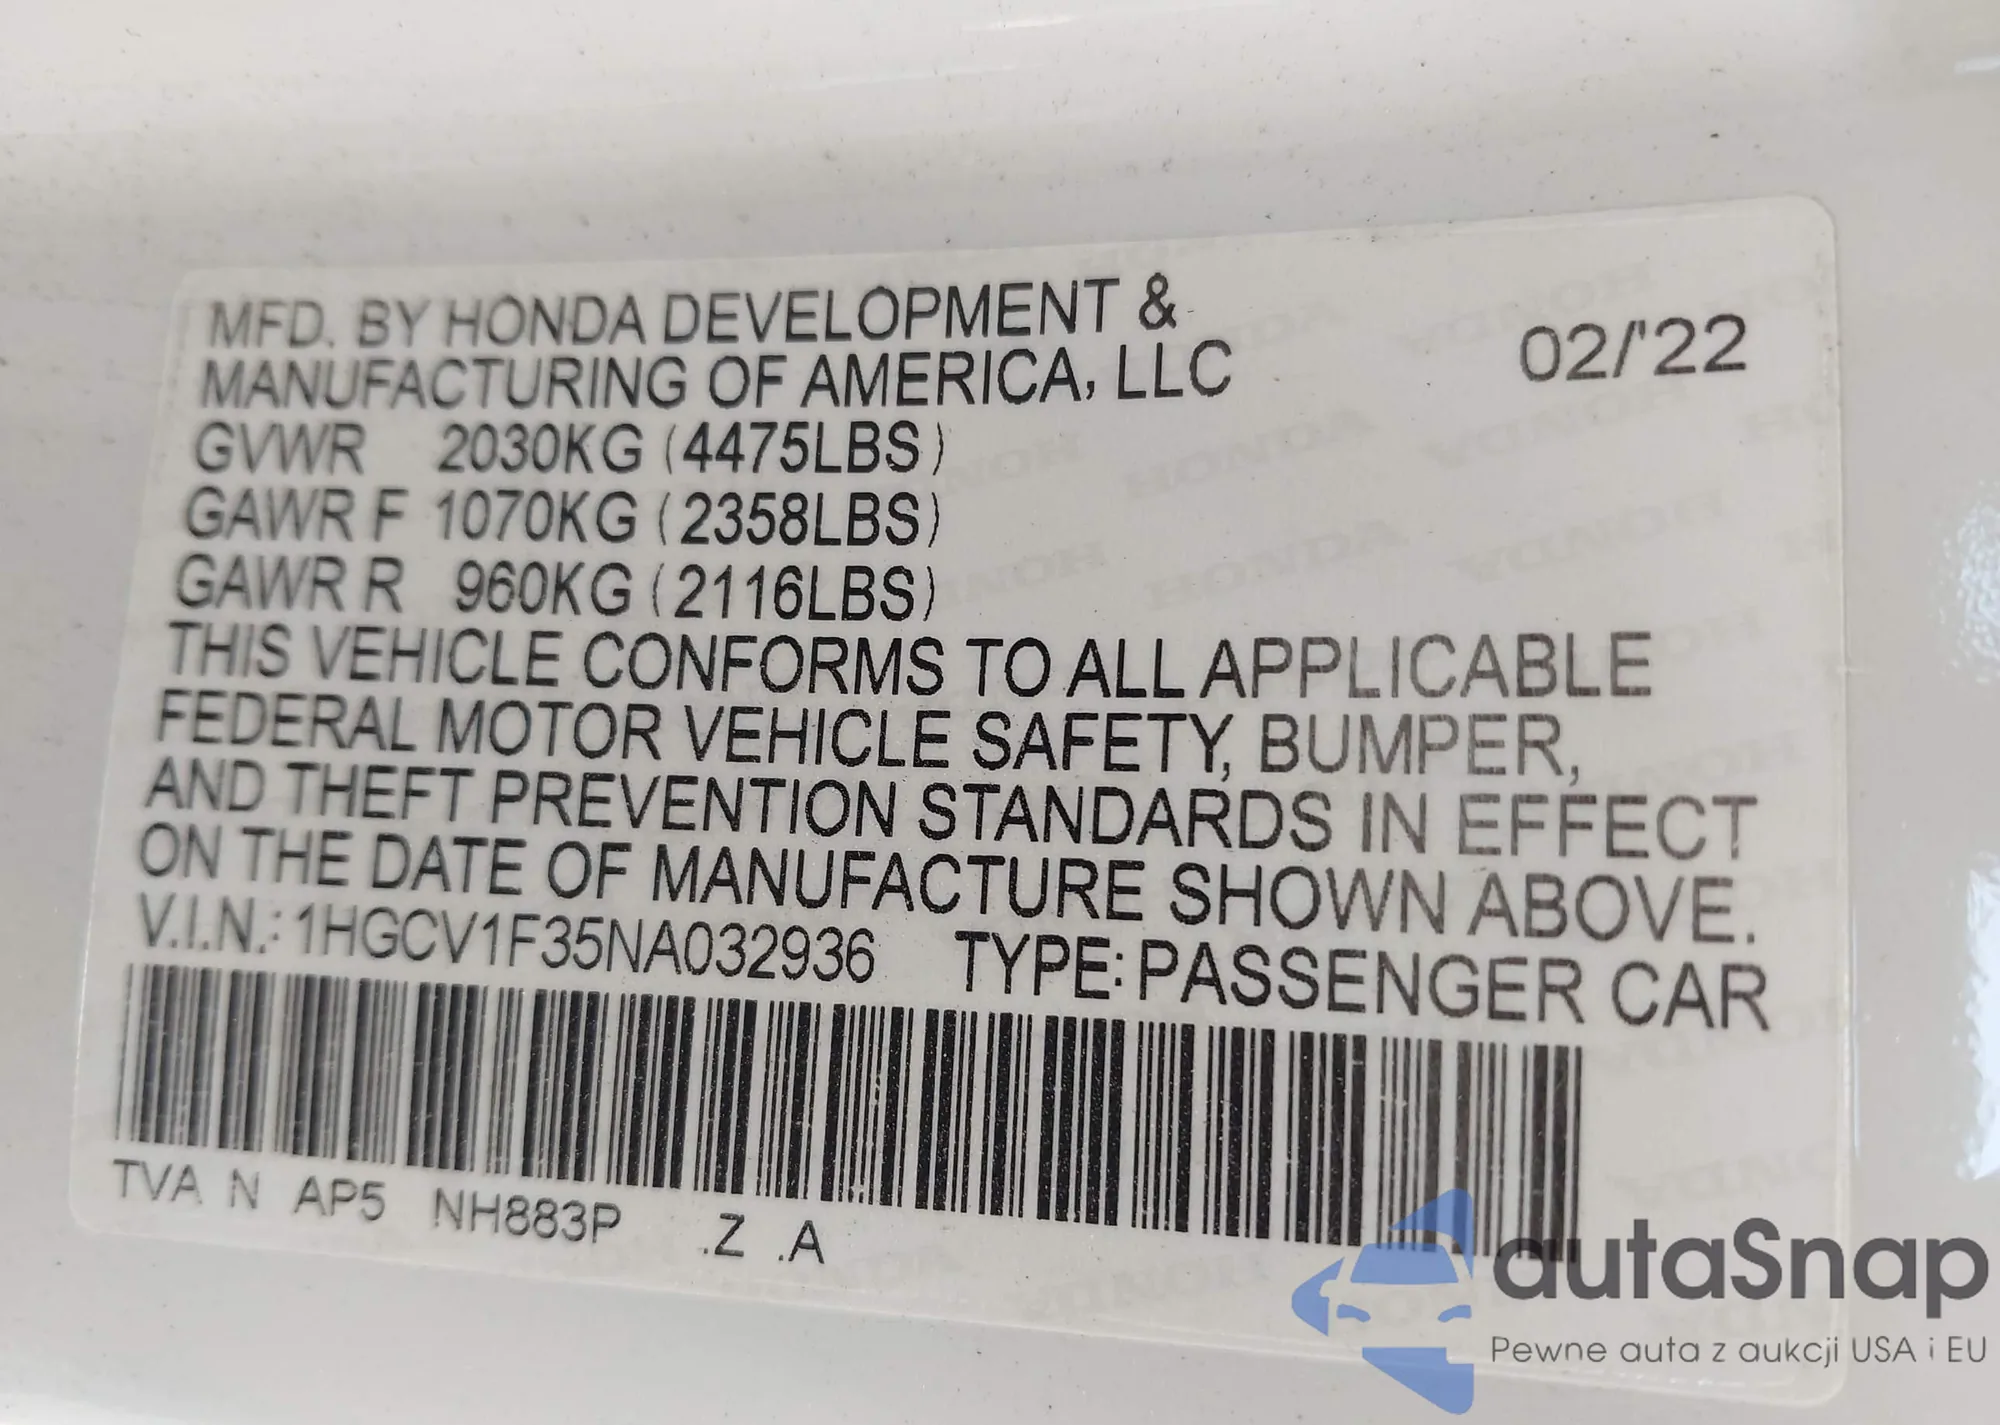 MFD. BY HONDA DEVELOPMENT &
MANUFACTURING OF AMERICA, LLC
02/'22
GVWR 2030KG (4475LBS)
GAWR F 1070KG (2358LBS)
GAWR R 960KG (2116LBS)
THIS VEHICLE CONFORMS TO ALL APPLICABLE
FEDERAL MOTOR VEHICLE SAFETY, BUMPER,
AND THEFT PREVENTION STANDARDS IN EFFECT
ON THE DATE OF MANUFACTURE SHOWN ABOVE.
V.I.N.: 1HGCV1F35NA032936 TYPE: PASSENGER CAR
TVA N AP5 NH883P .Z .A
autaSnap
Pewne auta z aukcji USA i EU